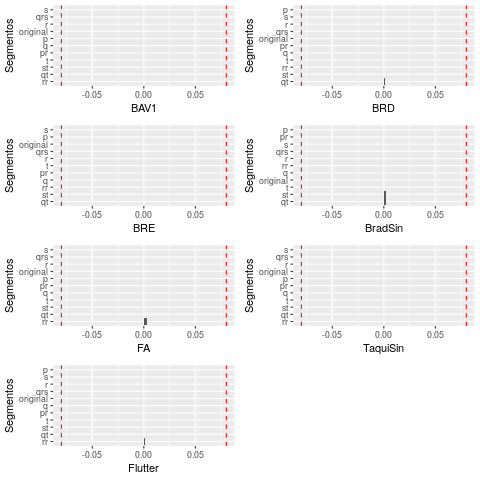 Segmentos
s
qrs
r
original
p
q
pr
t
st
qt
rr
-0.05 0.00 0.05
BAV1
Segmentos
p
s
r
qrs
original
q
pr
t
rr
st
qt
-0.05 0.00 0.05
BRD
Segmentos
s
p
original
qrs
r
t
pr
q
rr
st
qt
-0.05 0.00 0.05
BRE
Segmentos
p
pr
s
qrs
r
rr
q
original
t
st
qt
-0.05 0.00 0.05
BradSin
Segmentos
s
qrs
r
original
p
pr
q
t
st
qt
rr
-0.05 0.00 0.05
FA
Segmentos
s
qrs
r
original
p
pr
q
t
st
qt
rr
-0.05 0.00 0.05
TaquiSin
Segmentos
p
s
r
qrs
original
q
pr
t
st
qt
rr
-0.05 0.00 0.05
Flutter